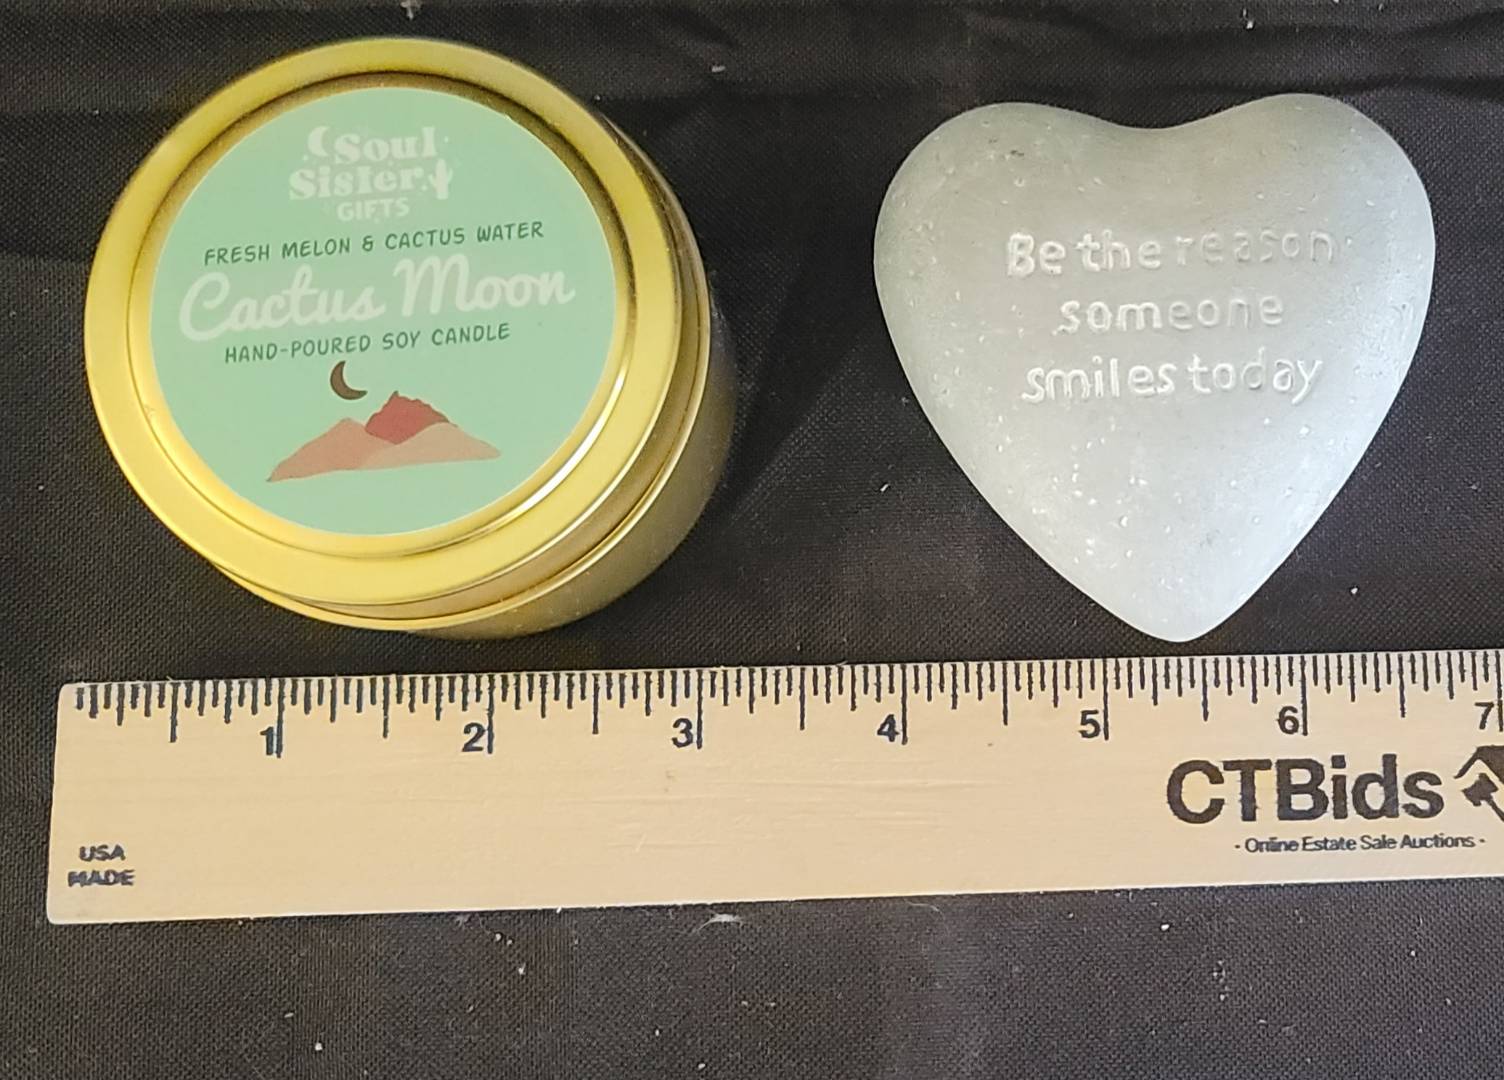 Soul
Sister
GIFTS
FRESH MELON & CACTUS WATER
Cactus Moon
HAND-POURED SOY CANDLE
Be the reason
someone
smiles today
1 2 3 4 5 6 7
CTBids
- Online Estate Sale Auctions -
USA
MADE